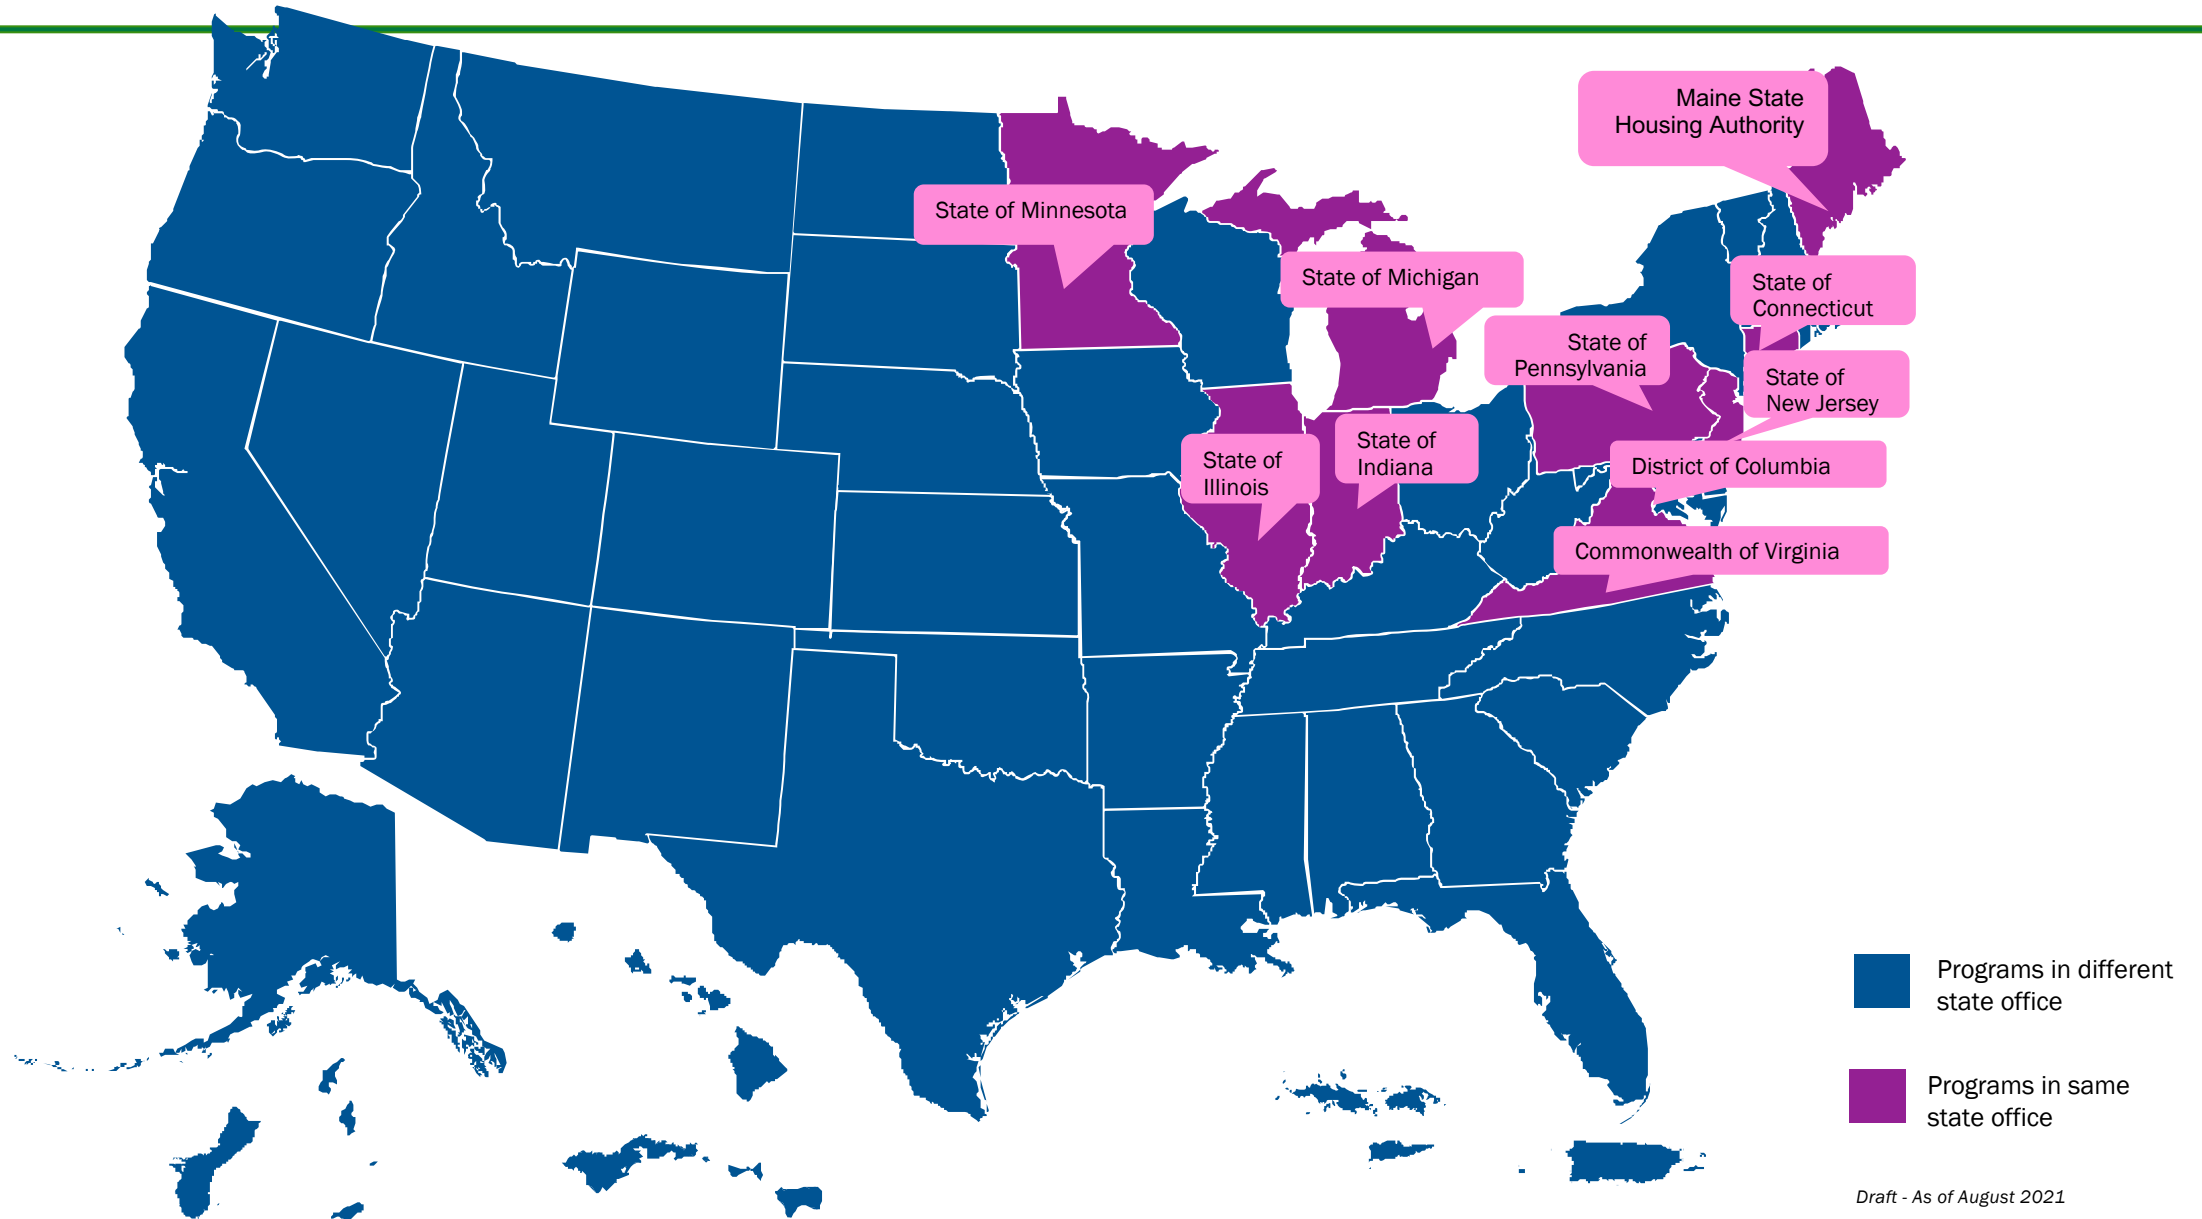 Maine State
Housing Authority
State of Minnesota
State of Michigan
State of
Connecticut
State of
Pennsylvania
State of
New Jersey
State of
Illinois
State of
Indiana
District of Columbia
Commonwealth of Virginia
Programs in different
state office
Programs in same
state office
Draft - As of August 2021